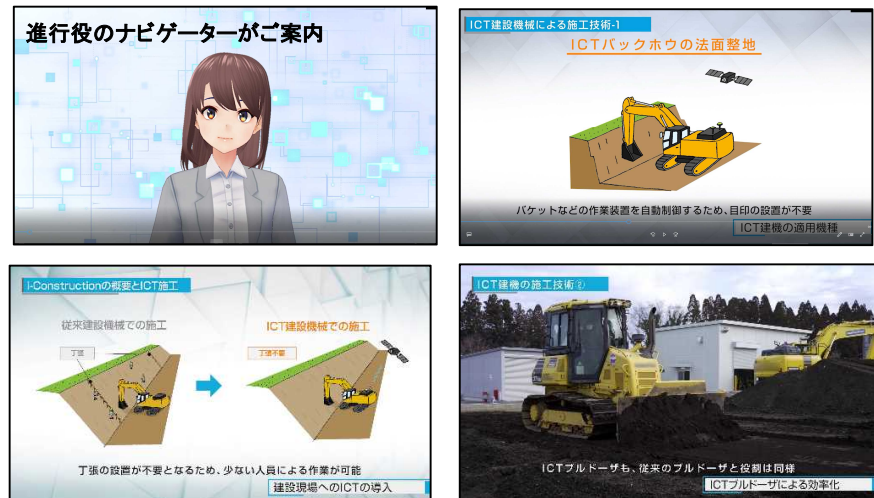 進行役のナビゲーターがご案内
ICT建設機械による施工技術-1
ICTバックホウの法面整地
バケットなどの作業装置を自動制御するため、目印の設置が不要
ICT建機の適用機種
i-Constructionの概要とICT施工
従来建設機械での施工
ICT建設機械での施工
丁張
丁張不要
丁張の設置が不要となるため、少ない人員による作業が可能
建設現場へのICTの導入
ICT建機の施工技術②
ICTブルドーザも、従来のブルドーザと役割は同様
ICTブルドーザによる効率化